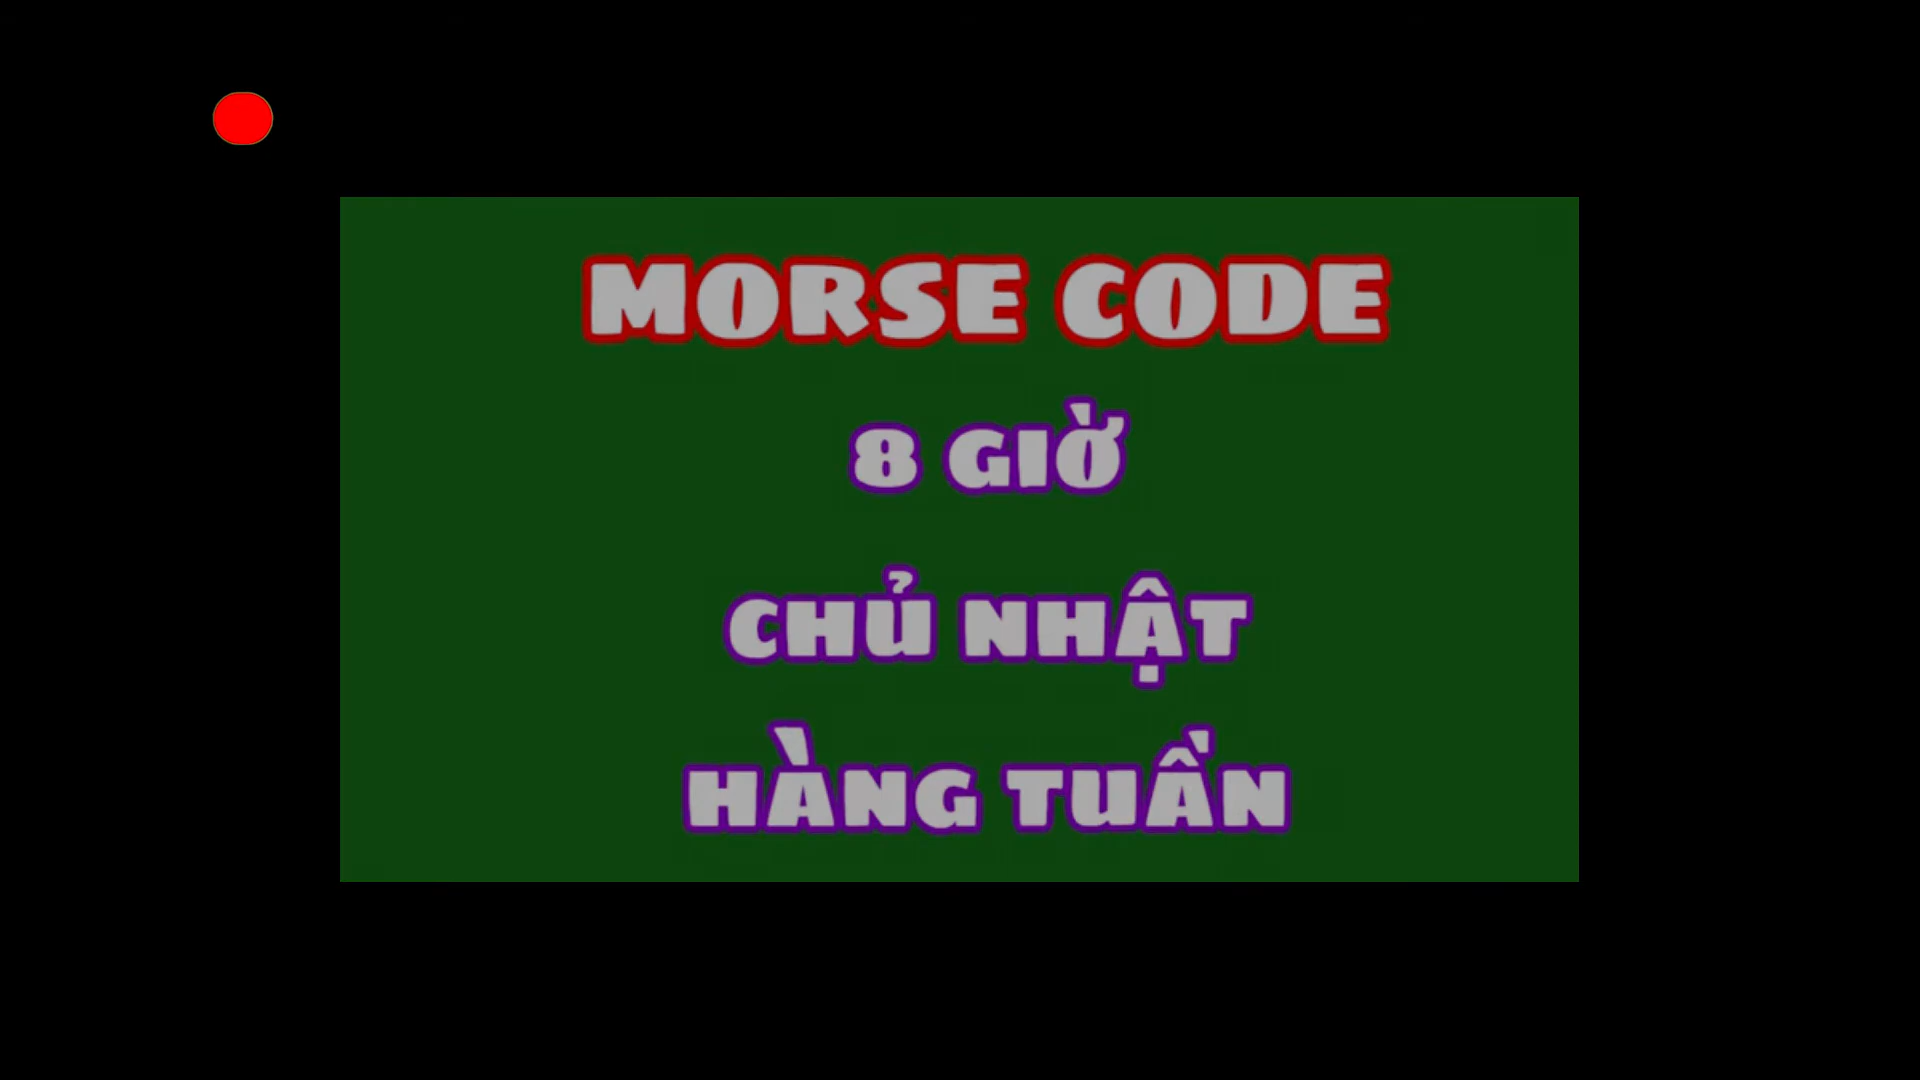 MORSE CODE
8 GIỜ
CHỦ NHẬT
HÀNG TUẦN